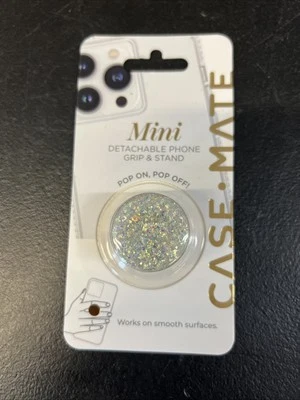 Mini
DETACHABLE PHONE
GRIP & STAND
POP ON, POP OFF!
CASE•MATE
Works on smooth surfaces.